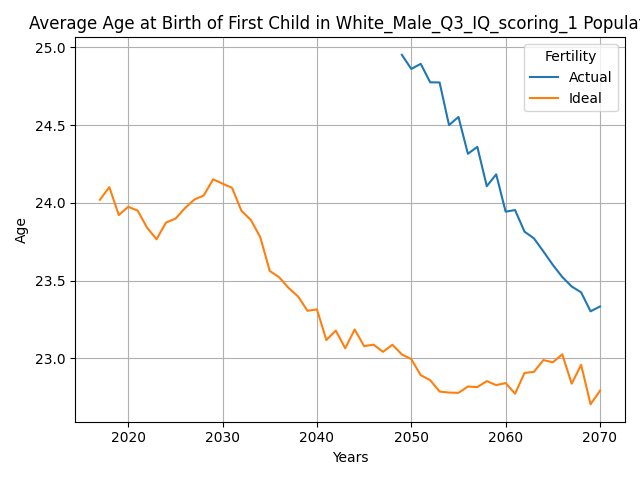 Average Age at Birth of First Child in White_Male_Q3_IQ_scoring_1 Popula
Fertility
Actual
Ideal
25.0
24.5
24.0
23.5
23.0
Age
2020 2030 2040 2050 2060 2070
Years